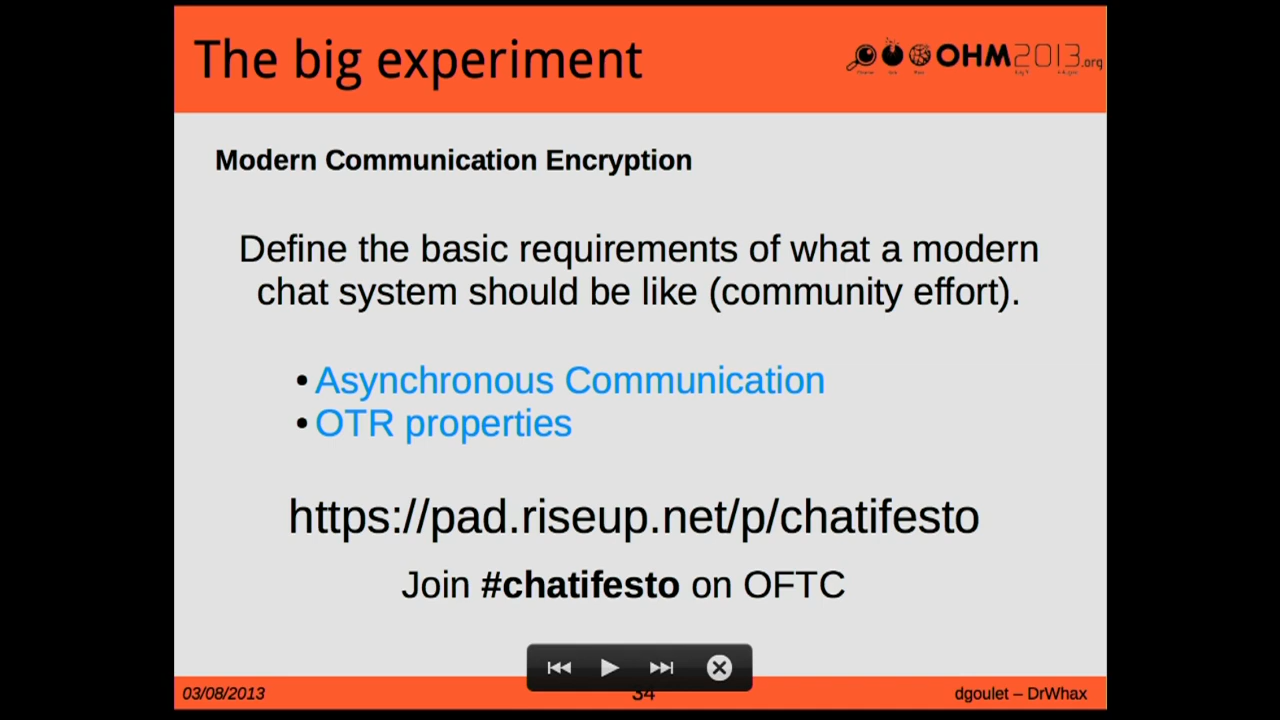 The big experiment
OHM2013.org
Modern Communication Encryption
Define the basic requirements of what a modern
chat system should be like (community effort).
• Asynchronous Communication
• OTR properties
https://pad.riseup.net/p/chatifesto
Join #chatifesto on OFTC
03/08/2013
34
dgoulet – DrWhax